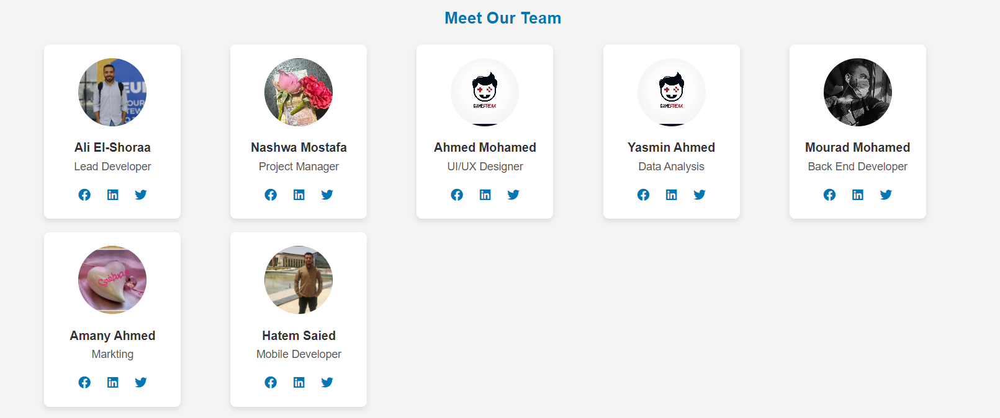 Meet Our Team
Ali El-Shoraa
Lead Developer
Nashwa Mostafa
Project Manager
GAMEFREAK
Ahmed Mohamed
UI/UX Designer
GAMEFREAK
Yasmin Ahmed
Data Analysis
Mourad Mohamed
Back End Developer
Amany Ahmed
Markting
Hatem Saied
Mobile Developer